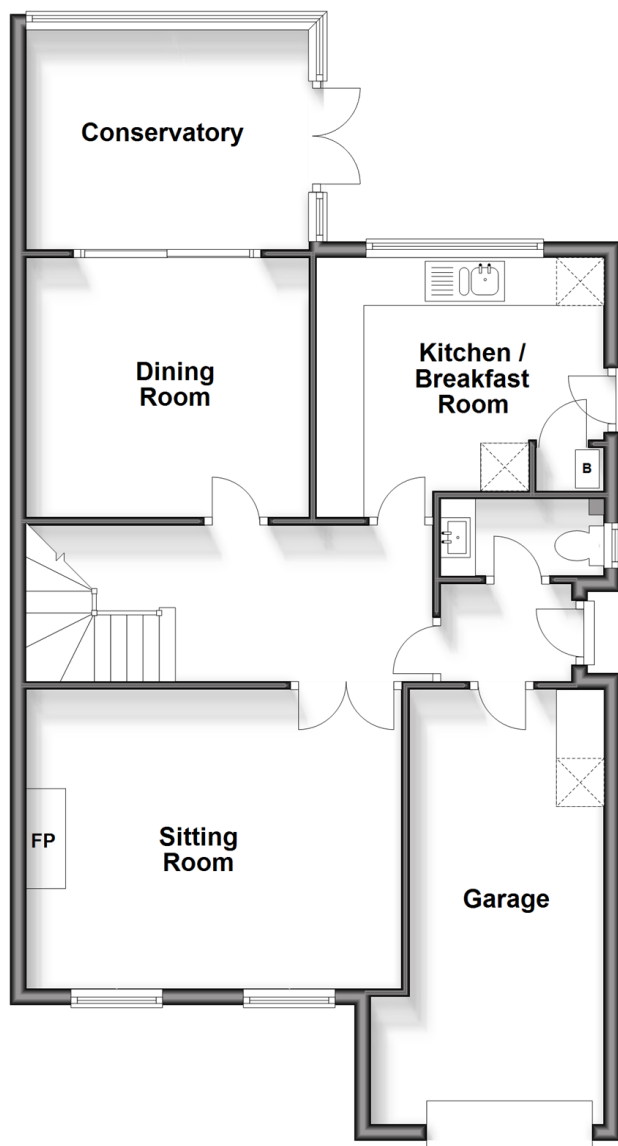 Conservatory
Dining
Room
Kitchen /
Breakfast
Room
B
FP
Sitting
Room
Garage